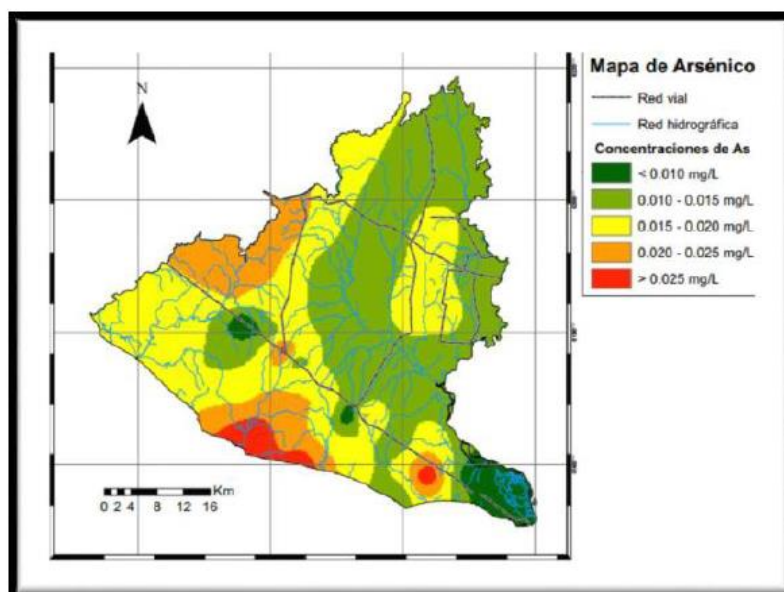 Mapa de Arsénico
Red vial
Red hidrográfica
Concentraciones de As
< 0.010 mg/L
0.010 - 0.015 mg/L
0.015 - 0.020 mg/L
0.020 - 0.025 mg/L
> 0.025 mg/L
N
Km
0 2 4 8 12 16